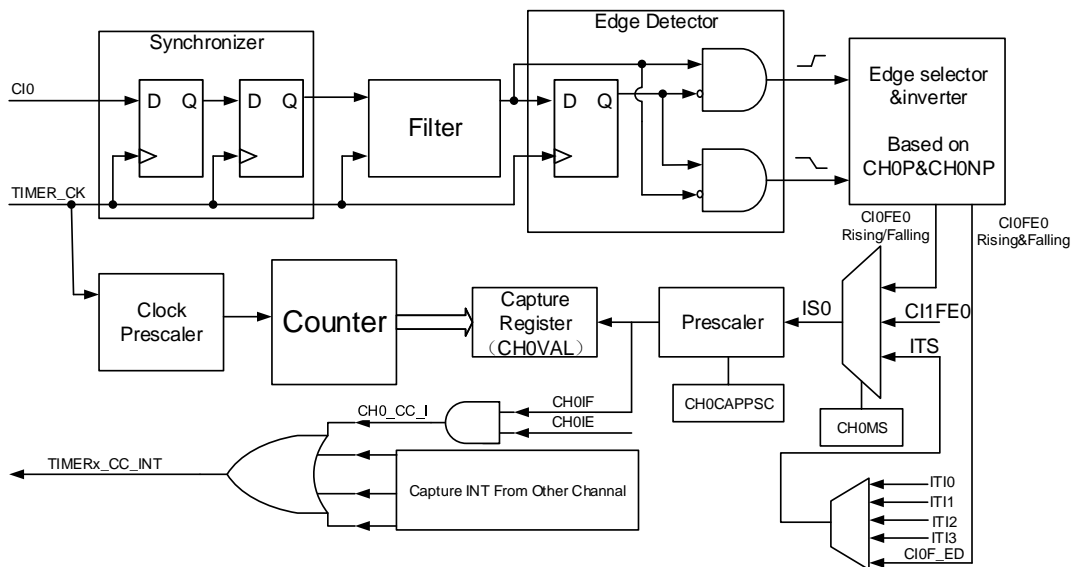 Edge Detector
Synchronizer
CI0
D Q
D Q
Filter
D Q
Edge selector
&inverter
Based on
CH0P&CH0NP
TIMER_CK
CI0FE0
Rising/Falling
CI0FE0
Rising&Falling
Clock
Prescaler
Counter
Capture
Register
（CH0VAL）
Prescaler
IS0
CI1FE0
ITS
CH0CAPPSC
CH0MS
CH0_CC_I
CH0IF
CH0IE
TIMERx_CC_INT
Capture INT From Other Channal
ITI0
ITI1
ITI2
ITI3
CI0F_ED